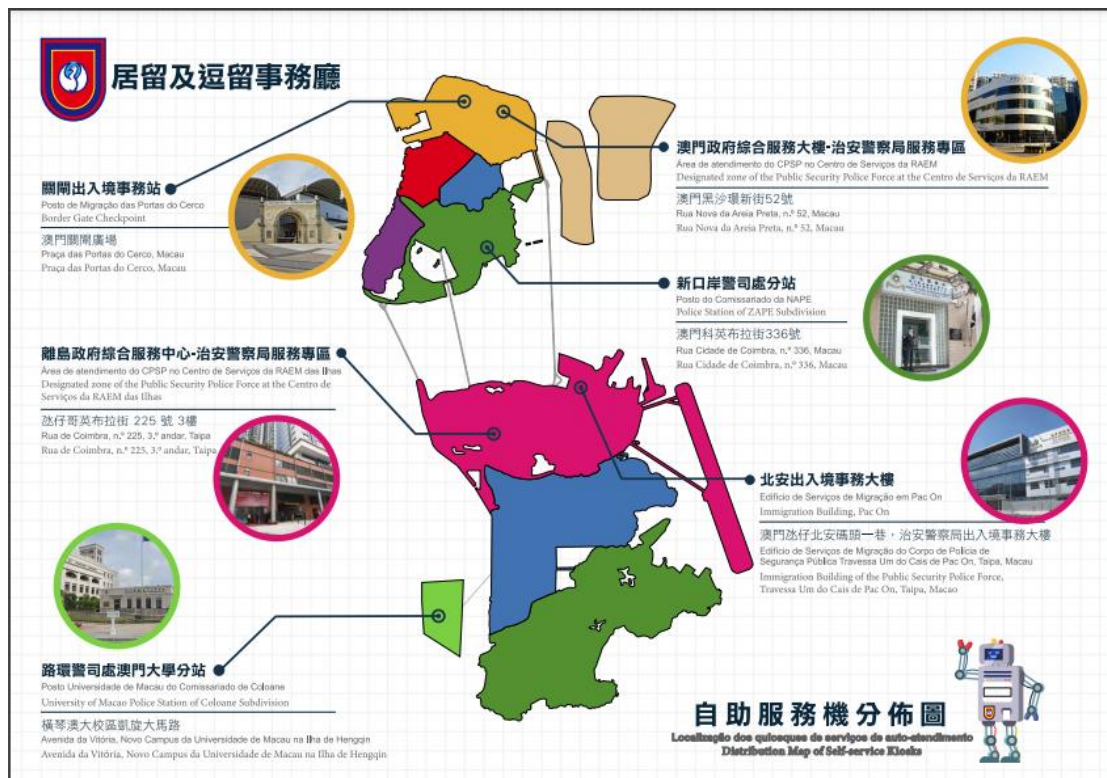 居留及逗留事務廳
關閘出入境事務站
Posto de Migração das Portas do Cerco
Border Gate Checkpoint
澳門關閘廣場
Praça das Portas do Cerco, Macau
Praça das Portas do Cerco, Macau
澳門政府綜合服務大樓-治安警察局服務專區
Área de atendimento do CPSP no Centro de Serviços da RAEM
Designated zone of the Public Security Police Force at the Centro de Serviços da RAEM
澳門黑沙環新街52號
Rua Nova da Areia Preta, n.º 52, Macau
Rua Nova da Areia Preta, n.º 52, Macau
新口岸警司處分站
Posto do Comissariado da NAPE
Police Station of ZAPE Subdivision
澳門科英布拉街336號
Rua Cidade de Coimbra, n.º 336, Macau
Rua Cidade de Coimbra, n.º 336, Macau
離島政府綜合服務中心-治安警察局服務專區
Área de atendimento do CPSP no Centro de Serviços da RAEM das Ilhas
Designated zone of the Public Security Police Force at the Centro de
Serviços da RAEM das Ilhas
氹仔哥英布拉街 225 號 3樓
Rua de Coimbra, n.º 225, 3.º andar, Taipa
Rua de Coimbra, n.º 225, 3.º andar, Taipa
北安出入境事務大樓
Edifício de Serviços de Migração em Pac On
Immigration Building, Pac On
澳門氹仔北安碼頭一巷，治安警察局出入境事務大樓
Edifício de Serviços de Migração do Corpo de Polícia de
Segurança Pública Travessa Um do Cais de Pac On, Taipa, Macau
Immigration Building of the Public Security Police Force,
Travessa Um do Cais de Pac On, Taipa, Macao
路環警司處澳門大學分站
Posto Universidade de Macau do Comissariado de Coloane
University of Macao Police Station of Coloane Subdivision
橫琴澳大校區凱旋大馬路
Avenida da Vitória, Novo Campus da Universidade de Macau na Ilha de Hengqin
Avenida da Vitória, Novo Campus da Universidade de Macau na Ilha de Hengqin
自助服務機分佈圖
Localização dos quiosques de serviços de auto-atendimento
Distribution Map of Self-service Kiosks